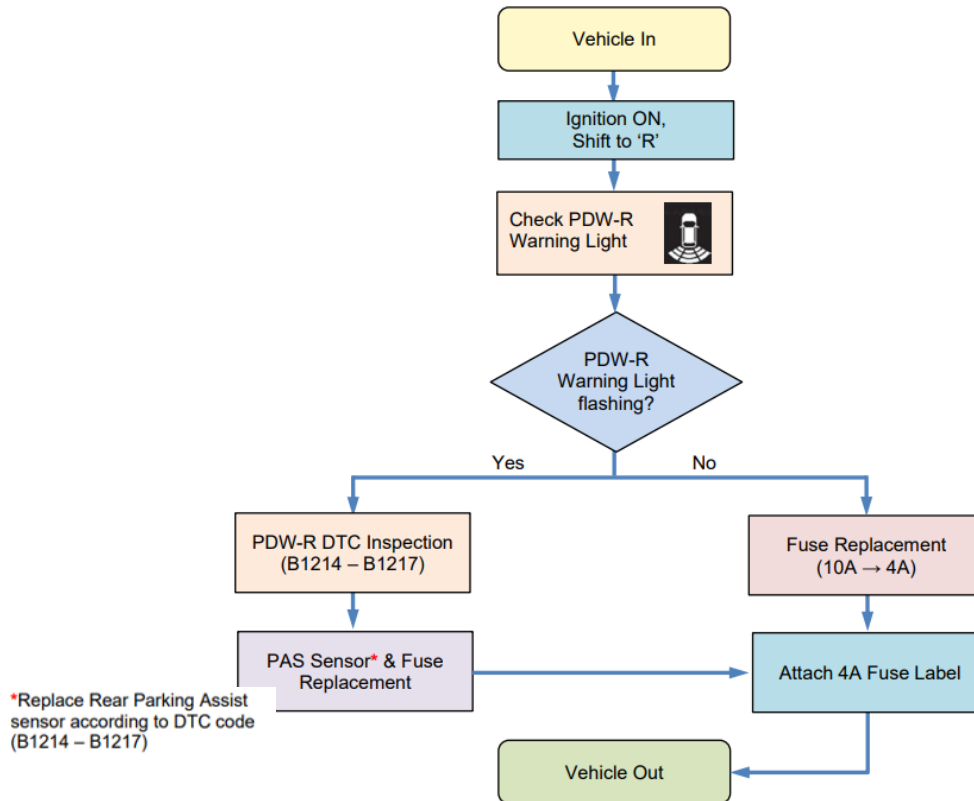 Vehicle In
Ignition ON,
Shift to ‘R’
Check PDW-R
Warning Light
PDW-R
Warning Light
flashing?
Yes
No
PDW-R DTC Inspection
(B1214 – B1217)
Fuse Replacement
(10A → 4A)
PAS Sensor* & Fuse
Replacement
Attach 4A Fuse Label
*Replace Rear Parking Assist
sensor according to DTC code
(B1214 – B1217)
Vehicle Out